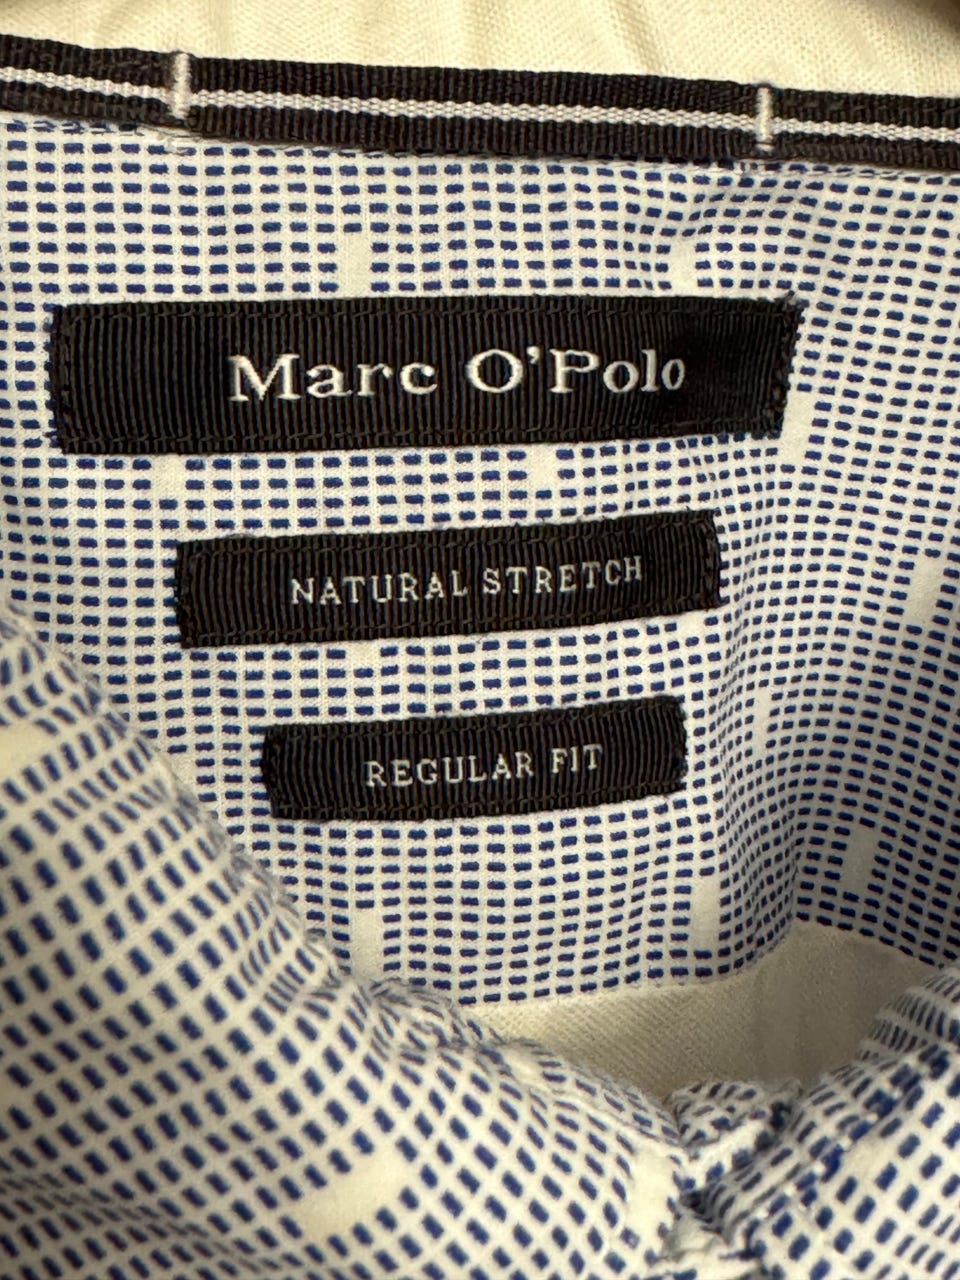 Marc O'Polo
NATURAL STRETCH
REGULAR FIT